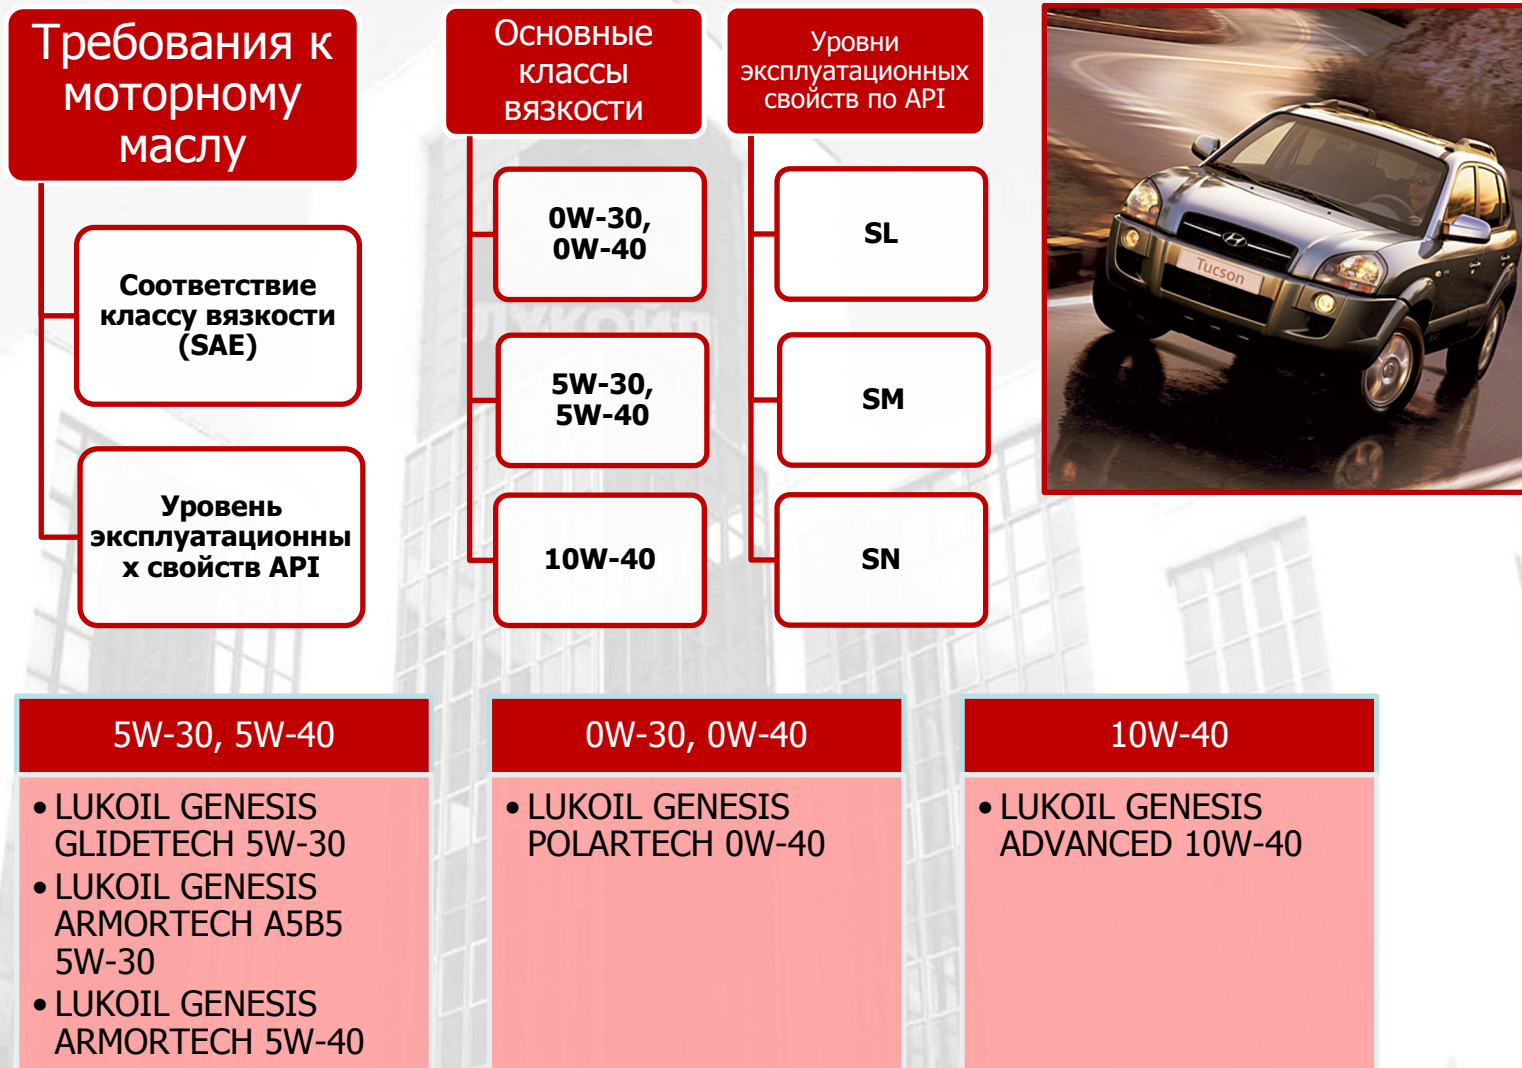 Требования к
моторному
маслу
Соответствие
классу вязкости
(SAE)
Уровень
эксплуатационны
х свойств API
Основные
классы
вязкости
0W-30,
0W-40
5W-30,
5W-40
10W-40
Уровни
эксплуатационных
свойств по API
SL
SM
SN
Tucson
ЛУКОЙЛ
5W-30, 5W-40
• LUKOIL GENESIS
GLIDETECH 5W-30
• LUKOIL GENESIS
ARMORTECH A5B5
5W-30
• LUKOIL GENESIS
ARMORTECH 5W-40
0W-30, 0W-40
• LUKOIL GENESIS
POLARTECH 0W-40
10W-40
• LUKOIL GENESIS
ADVANCED 10W-40